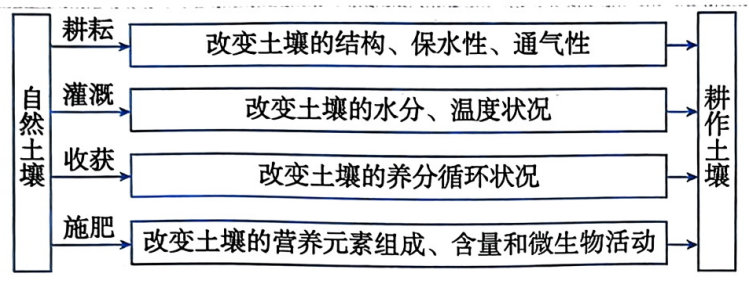 自然土壤
耕耘
改变土壤的结构、保水性、通气性
灌溉
改变土壤的水分、温度状况
收获
改变土壤的养分循环状况
施肥
改变土壤的营养元素组成、含量和微生物活动
耕作土壤